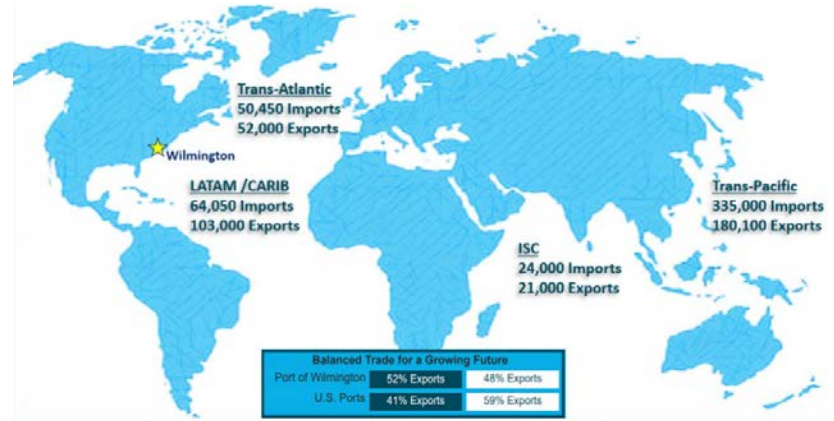 Trans-Atlantic
50,450 Imports
52,000 Exports
Wilmington
LATAM /CARIB
64,050 Imports
103,000 Exports
Trans-Pacific
335,000 Imports
180,100 Exports
ISC
24,000 Imports
21,000 Exports
Balanced Trade for a Growing Future
Port of Wilmington 52% Exports 48% Exports
U.S. Ports 41% Exports 59% Exports